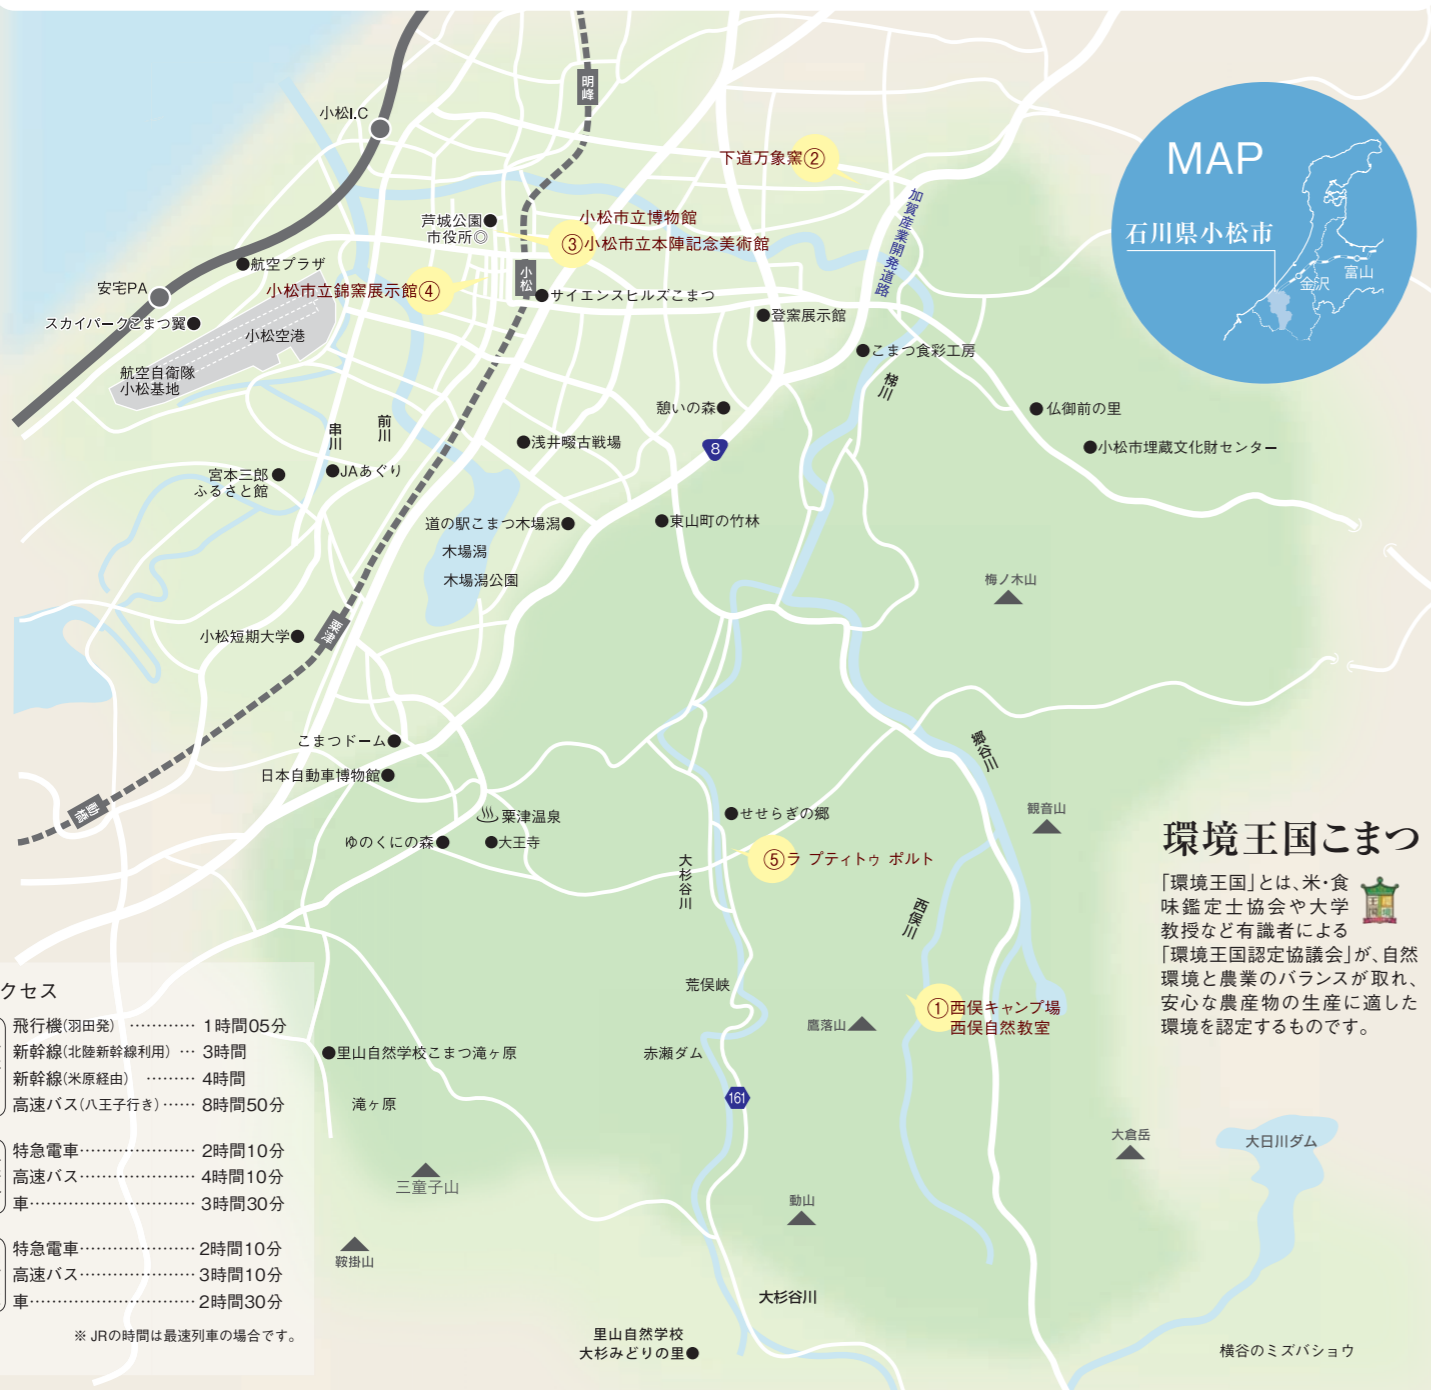 明峰
小松I.C
下道万象窯②
MAP
石川県小松市
富山
金沢
加賀産業開発道路
芦城公園●
市役所◎
小松市立博物館
③小松市立本陣記念美術館
小松
●航空プラザ
小松市立錦窯展示館④
安宅PA
スカイパークこまつ翼●
●サイエンスヒルズこまつ
小松空港
●登窯展示館
航空自衛隊
小松基地
●こまつ食彩工房
梯川
憩いの森●
●仏御前の里
串川
前川
●浅井畷古戦場
8
●小松市埋蔵文化財センター
宮本三郎●
ふるさと館
●JAあぐり
道の駅こまつ木場潟●
●東山町の竹林
木場潟
木場潟公園
梅ノ木山
小松短期大学●
粟津
こまつドーム●
日本自動車博物館●
郷谷川
動橋
粟津温泉
●せせらぎの郷
観音山
ゆのくにの森●
●大王寺
大杉谷川
⑤ラ プティトゥ ポルト
西俣川
環境王国こまつ
「環境王国」とは、米・食
味鑑定士協会や大学
教授など有識者による
「環境王国認定協議会」が、自然
環境と農業のバランスが取れ、
安心な農産物の生産に適した
環境を認定するものです。
荒俣峡
①西俣キャンプ場
西俣自然教室
鷹落山
●里山自然学校こまつ滝ヶ原
赤瀬ダム
滝ヶ原
161
大倉岳
大日川ダム
三童子山
動山
鞍掛山
大杉谷川
里山自然学校
大杉みどりの里●
横谷のミズバショウ
クセス
飛行機(羽田発) ………… 1時間05分
新幹線(北陸新幹線利用) … 3時間
新幹線(米原経由) ……… 4時間
高速バス(八王子行き)…… 8時間50分
特急電車………………… 2時間10分
高速バス………………… 4時間10分
車………………………… 3時間30分
特急電車………………… 2時間10分
高速バス………………… 3時間10分
車………………………… 2時間30分
※ JRの時間は最速列車の場合です。